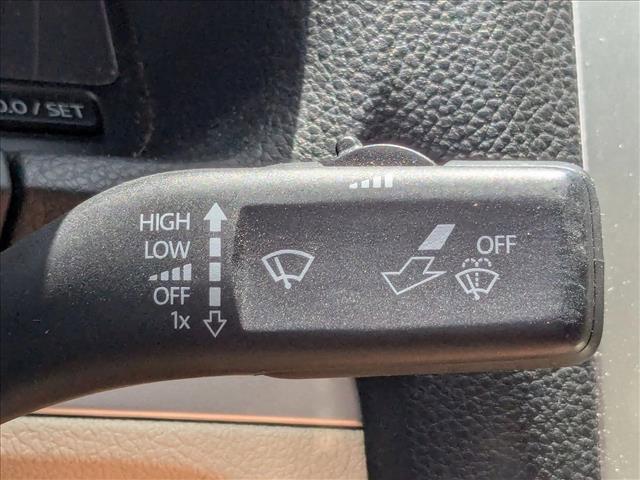 0.0 / SET
HIGH
LOW
OFF
1x
OFF